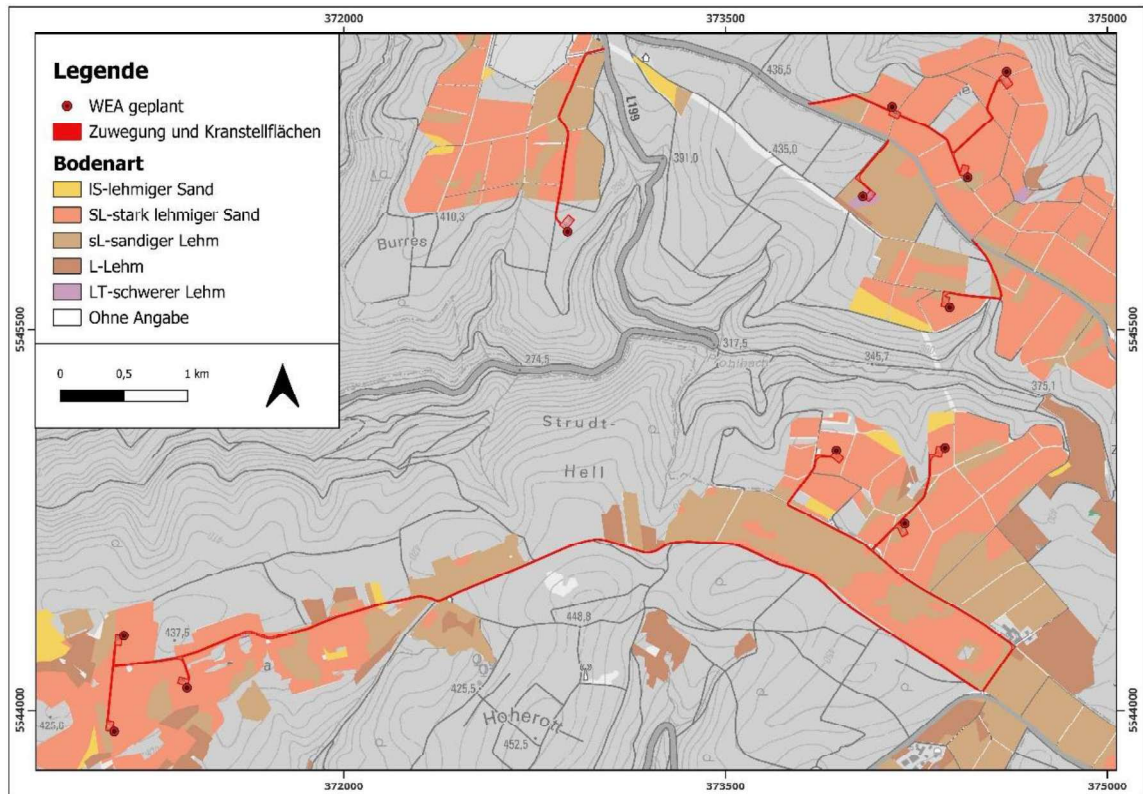 372000 373500 375000
Legende
WEA geplant
Zuwegung und Kranstellflächen
Bodenart
lS-lehmiger Sand
SL-stark lehmiger Sand
sL-sandiger Lehm
L-Lehm
LT-schwerer Lehm
Ohne Angabe
0 0,5 1 km
L199
436,5
391,0
435,0
410,3
Burres
5545500 5545500
317,5
345,7
274,5
375,1
Strudt-
Hell
437,5
448,8
425,5
425,6
Hoherott
452,5
5544000 5544000
372000 373500 375000